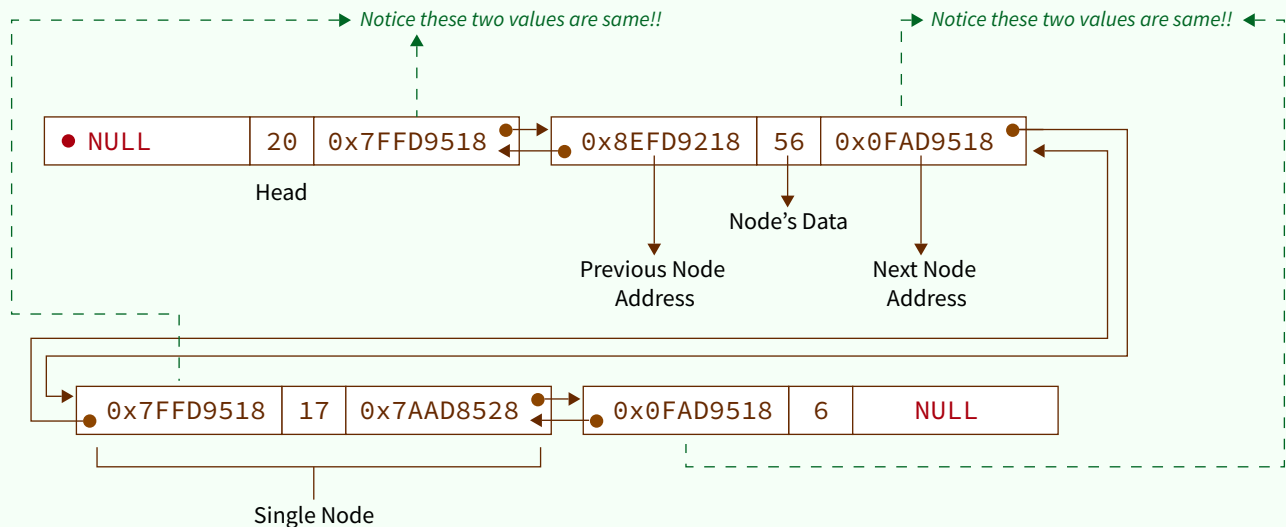 Notice these two values are same!! Notice these two values are same!!
NULL 20 0x7FFD9518 0x8EFD9218 56 0x0FAD9518
Head
Node’s Data
Previous Node Address
Next Node Address
0x7FFD9518 17 0x7AAD8528 0x0FAD9518 6 NULL
Single Node